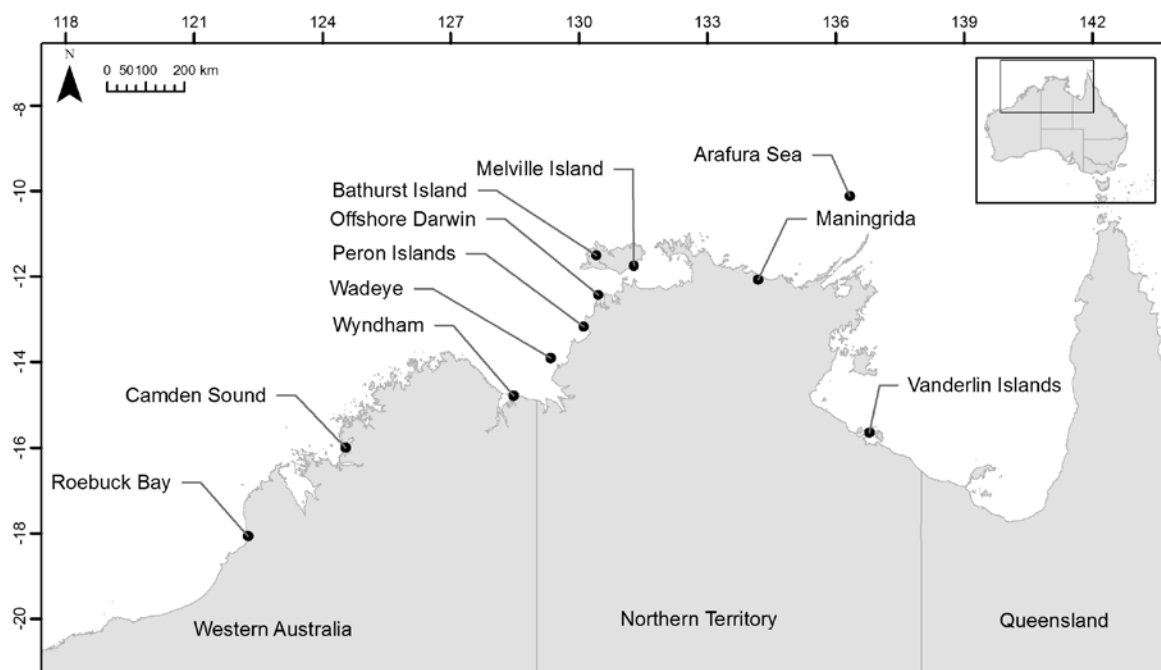 118 121 124 127 130 133 136 139 142
N
0 50 100 200 km
-8
Arafura Sea
Melville Island
-10
Bathurst Island
Offshore Darwin
Maningrida
Peron Islands
-12
Wadeye
Wyndham
-14
Vanderlin Islands
Camden Sound
-16
Roebuck Bay
-18
-20
Western Australia
Northern Territory
Queensland